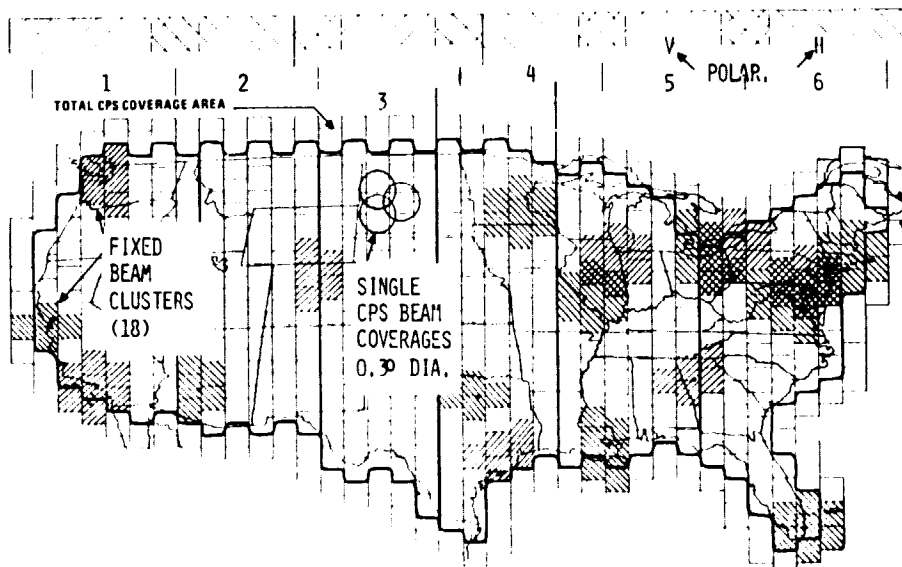 V H
POLAR.
1 2 3 4 5 6
TOTAL CPS COVERAGE AREA
FIXED
BEAM
CLUSTERS
(18)
SINGLE
CPS BEAM
COVERAGES
0.3º DIA.